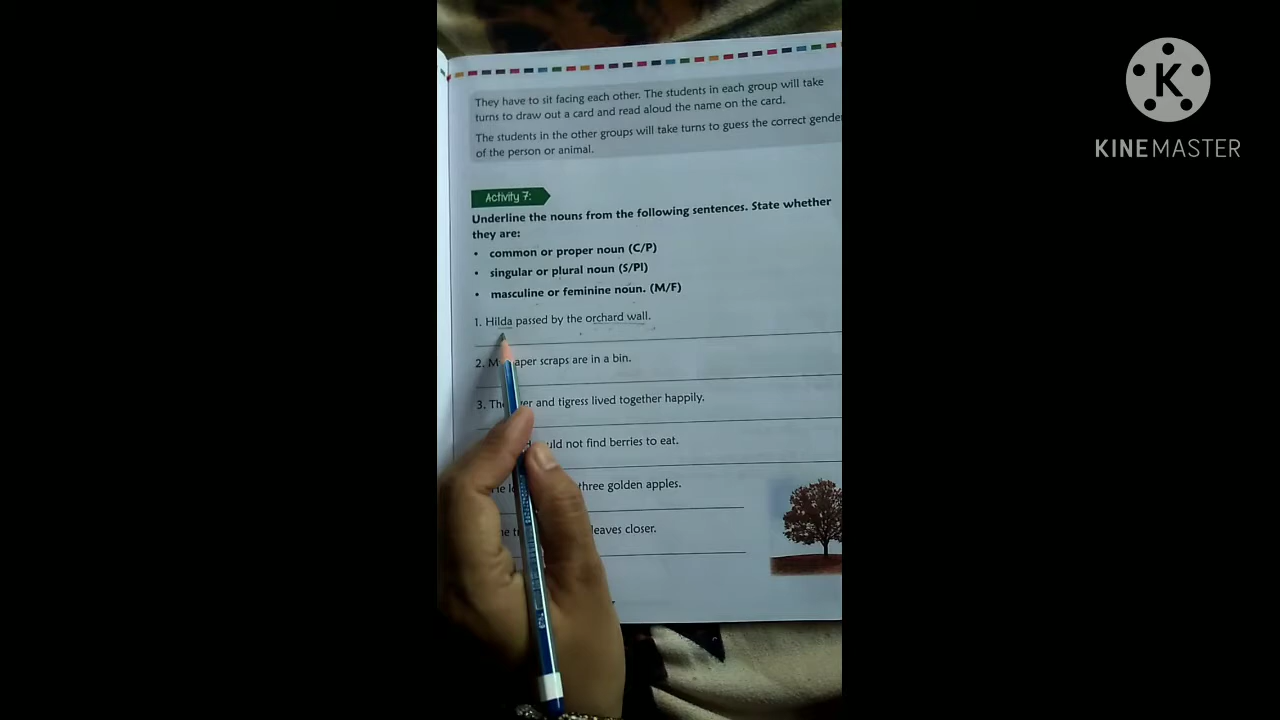 They have to sit facing each other. The students in each group will take
turns to draw out a card and read aloud the name on the card.
The students in the other groups will take turns to guess the correct
of the person or animal.
Activity 7:
Underline the nouns from the following sentences. State whether
they are:
• common or proper noun (C/P)
• singular or plural noun (S/Pl)
• masculine or feminine noun. (M/F)
1. Hilda passed by the orchard wall.
2. scraps are in a bin.
3. and tigress lived together happily.
not find berries to eat.
three golden apples.
leaves closer.
K
KINEMASTER